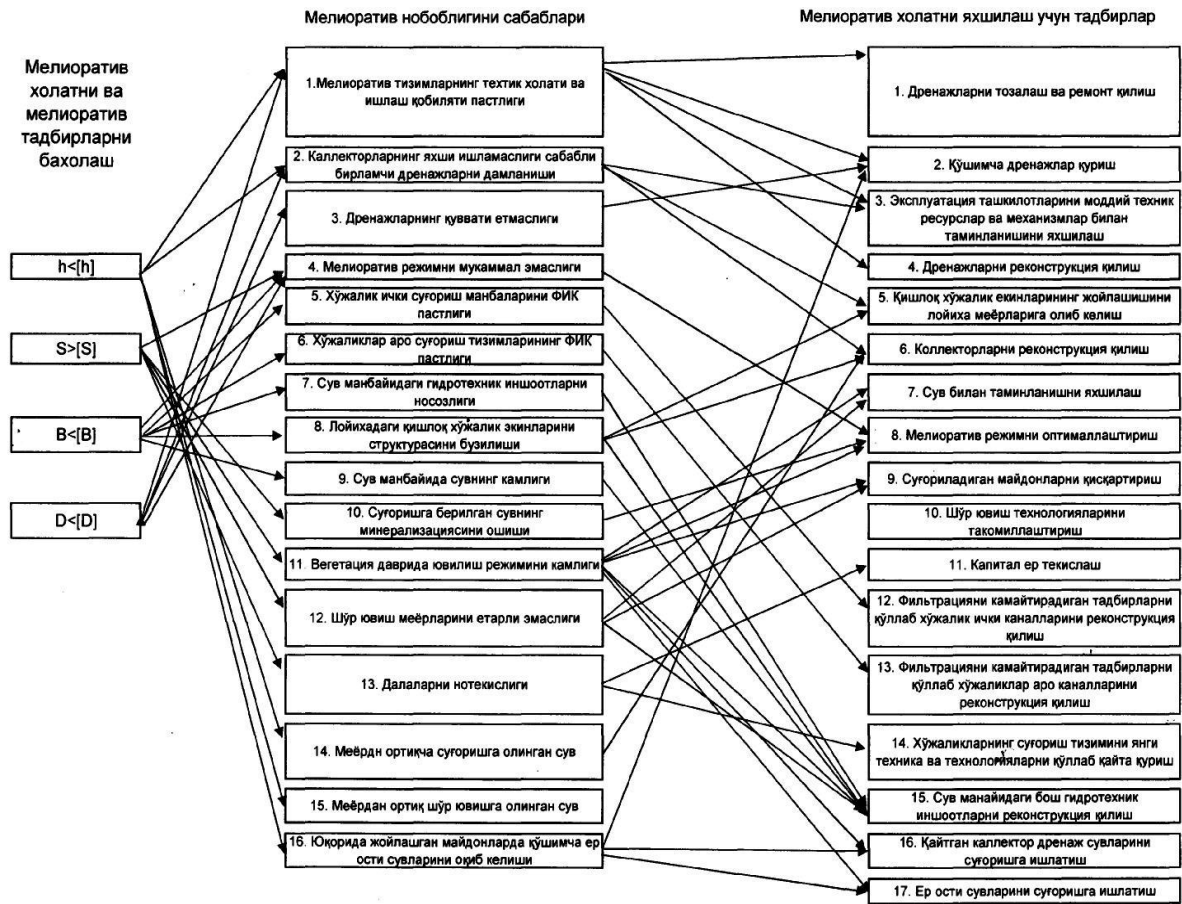 Мелиоратив нобоблигини сабаблари
Мелиоратив холатни яхшилаш учун тадбирлар
Мелиоратив
холатни ва
мелиоратив
тадбирларни
бахолаш
h<[h]
S>[S]
B<[B]
D<[D]
1.Мелиоратив тизимларнинг техтик холати ва
ишлаш қобиляти пастлиги
2. Каллекторларнинг яхши ишламаслиги сабабли
бирламчи дренажларни дамланиши
3. Дренажларнинг қуввати етмаслиги
4. Мелиоратив режимни мукаммал эмаслиги
5. Хўжалик ички суғориш манбаларини ФИК
пастлиги
6. Хўжаликлар аро суғориш тизимларининг ФИК
пастлиги
7. Сув манбайидаги гидротехник иншоотларни
носозлиги
8. Лойихадаги қишлоқ хўжалик экинларини
структурасини бузилиши
9. Сув манбайида сувнинг камлиги
10. Суғоришга берилган сувнинг
минерализациясини ошиши
11. Вегетация даврида ювилиш режимини камлиги
12. Шўр ювиш меёрларини етарли эмаслиги
13. Далаларни нотекислиги
14. Меёрдн ортиқча суғоришга олинган сув
15. Меёрдан ортиқ шўр ювишга олинган сув
16. Юқорида жойлашган майдонларда қўшимча ер
ости сувларини оқиб келиши
1. Дренажларни тозалаш ва ремонт қилиш
2. Қўшимча дренажлар қуриш
3. Эксплуатация ташкилотларини моддий техник
ресурслар ва механизмлар билан
таминланишини яхшилаш
4. Дренажларни реконструкция қилиш
5. Қишлоқ хўжалик екинларининг жойлашишини
лойиха меёрларига олиб келиш
6. Коллекторларни реконструкция қилиш
7. Сув билан таминланишни яхшилаш
8. Мелиоратив режимни оптималлаштириш
9. Суғориладиган майдонларни қисқартириш
10. Шўр ювиш технологияларини
такомиллаштириш
11. Капитал ер текислаш
12. Фильтрацияни камайтирадиган тадбирларни
қўллаб хўжалик ички каналларини реконструкция
қилиш
13. Фильтрацияни камайтирадиган тадбирларни
қўллаб хўжаликлар аро каналларини
реконструкция қилиш
14. Хўжаликларнинг суғориш тизимини янги
техника ва технологияларни қўллаб қайта қуриш
15. Сув манайидаги бош гидротехник
иншоотларни реконструкция қилиш
16. Қайтган каллектор дренаж сувларини
суғоришга ишлатиш
17. Ер ости сувларини суғоришга ишлатиш